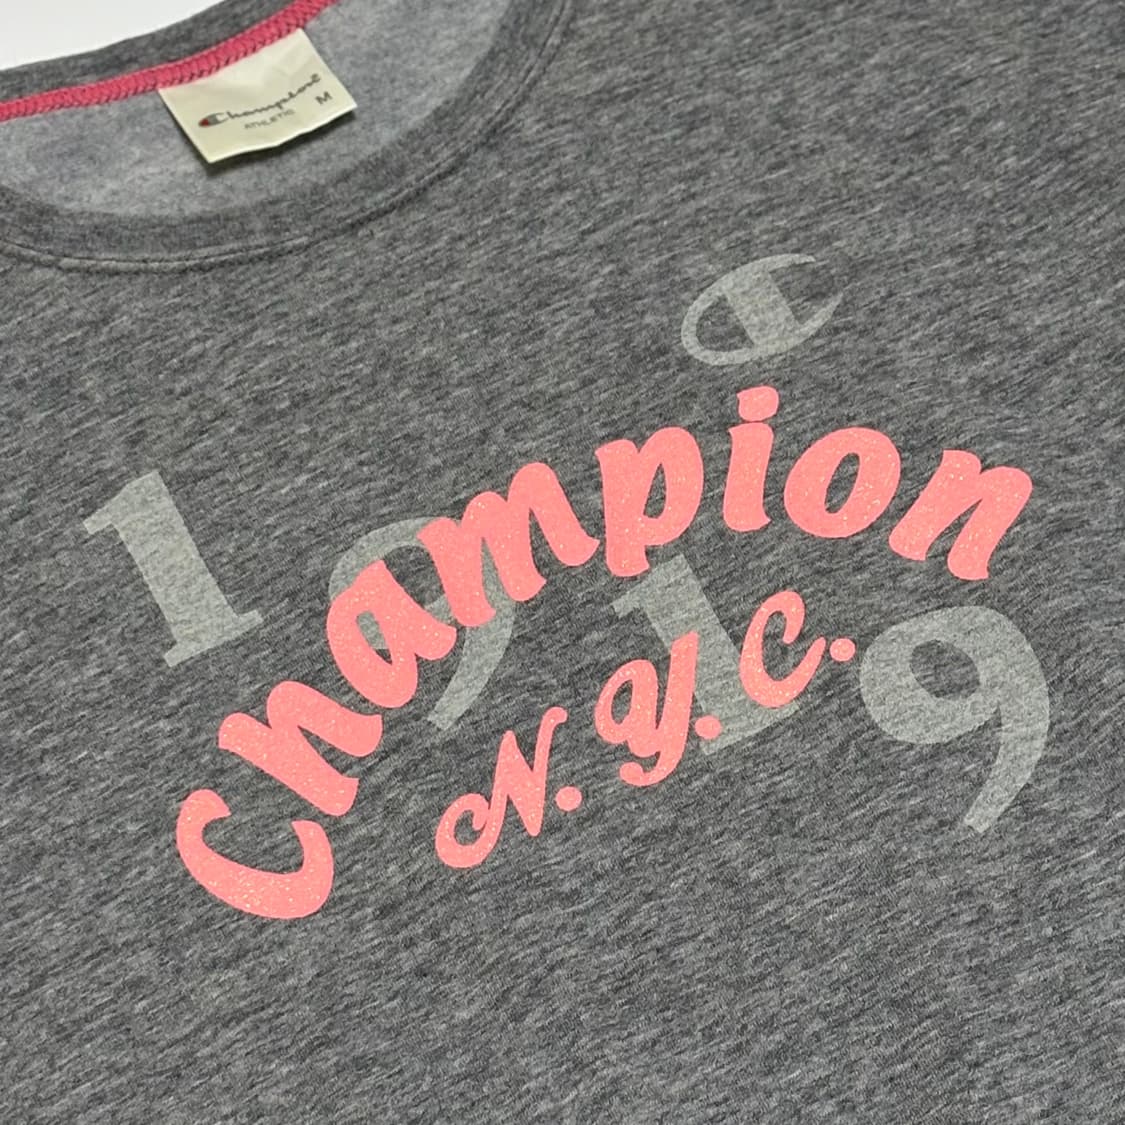 Champion
ATHLETIC M
Champion
1919
N.Y.C.